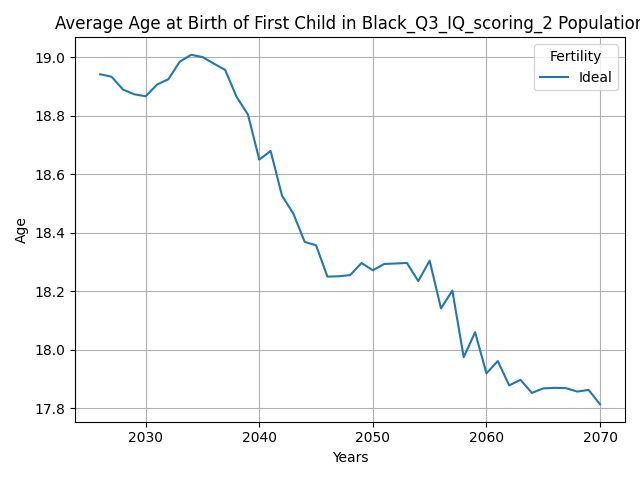 Average Age at Birth of First Child in Black_Q3_IQ_scoring_2 Population
Fertility
Ideal
19.0
18.8
18.6
18.4
18.2
18.0
17.8
Age
2030 2040 2050 2060 2070
Years